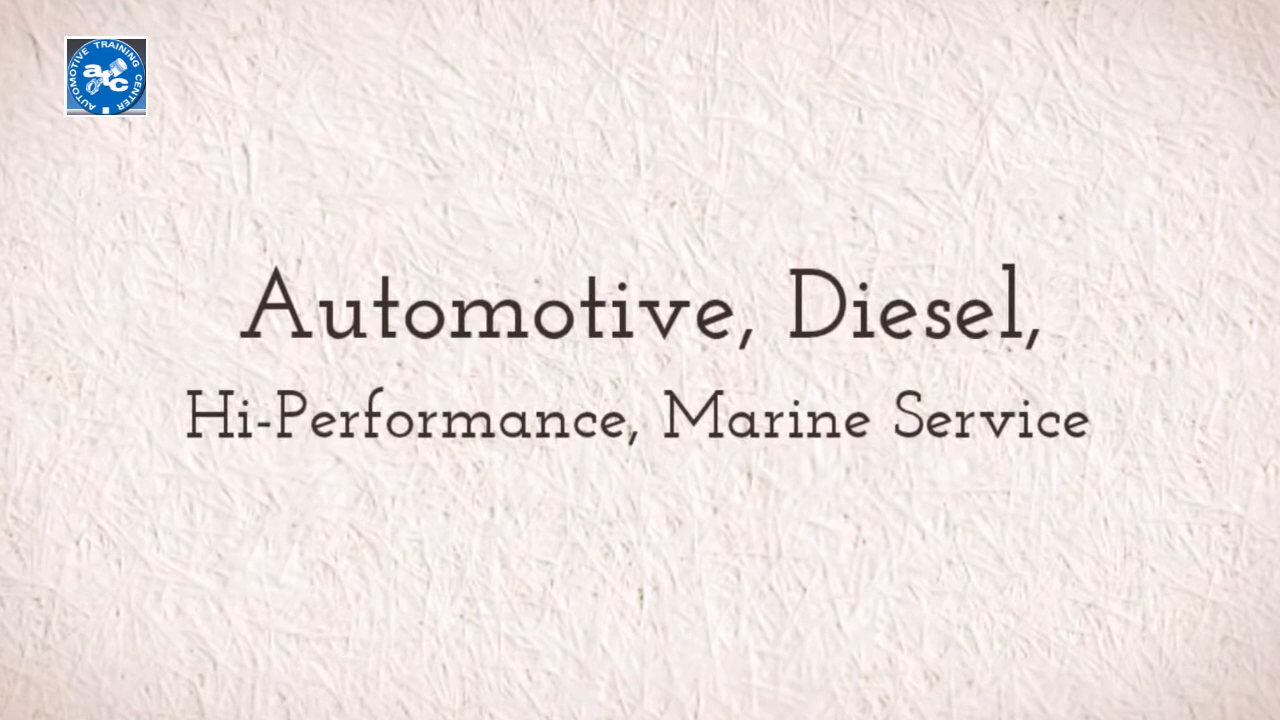 AUTOMOTIVE TRAINING CENTER
atc
Automotive, Diesel,
Hi-Performance, Marine Service